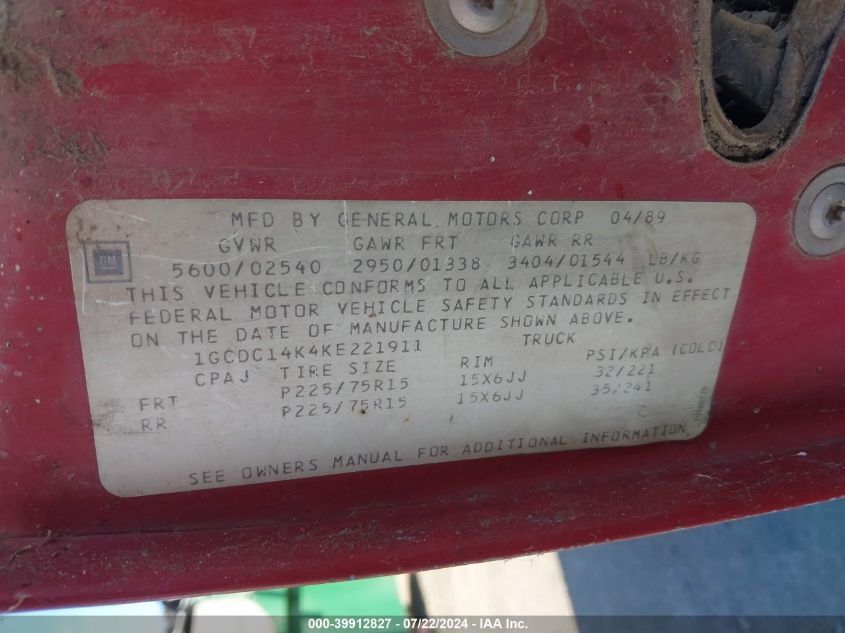 MFD BY GENERAL MOTORS CORP 04/89
GVWR GAWR FRT GAWR RR
GM
5600/02540 2950/01338 3404/01544 LB/KG
THIS VEHICLE CONFORMS TO ALL APPLICABLE U.S.
FEDERAL MOTOR VEHICLE SAFETY STANDARDS IN EFFECT
ON THE DATE OF MANUFACTURE SHOWN ABOVE.
1GCDC14K4KE221911 TRUCK
CPAJ TIRE SIZE RIM PSI/KPA (COLD)
FRT P225/75R15 15X6JJ 32/221
RR P225/75R15 15X6JJ 35/241
SEE OWNERS MANUAL FOR ADDITIONAL INFORMATION
000-39912827 - 07/22/2024 - IAA Inc.